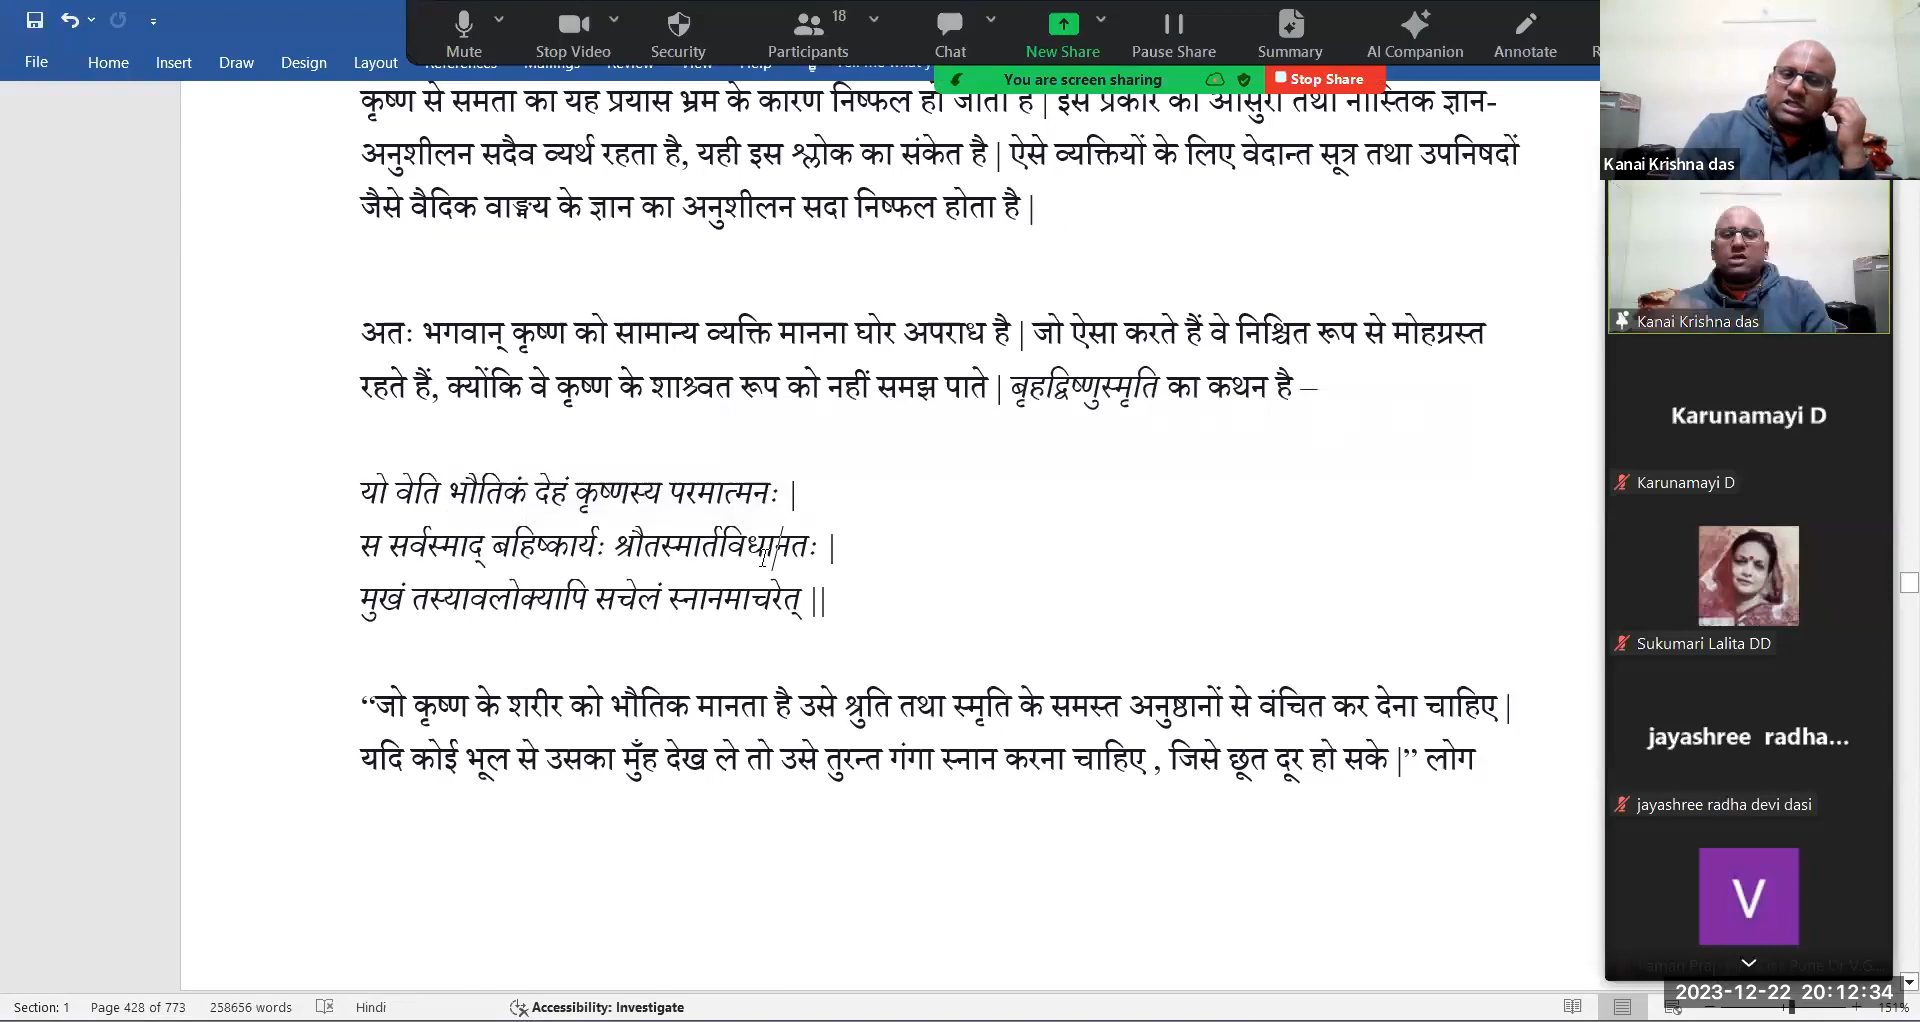 18
Mute
Stop Video
Security
Participants
Chat
New Share
Pause Share
Summary
AI Companion
Annotate
File
Home
Insert
Draw
Design
Layout
You are screen sharing
Stop Share
Kanai Krishna das
कृष्ण से समता का यह प्रयास भ्रम के कारण निष्फल हो जाता है | इस प्रकार की आसुरी तथा नास्तिक ज्ञान-
अनुशीलन सदैव व्यर्थ रहता है, यही इस श्लोक का संकेत है | ऐसे व्यक्तियों के लिए वेदान्त सूत्र तथा उपनिषदों
जैसे वैदिक वाङ्मय के ज्ञान का अनुशीलन सदा निष्फल होता है |
अतः भगवान् कृष्ण को सामान्य व्यक्ति मानना घोर अपराध है | जो ऐसा करते हैं वे निश्चित रूप से मोहग्रस्त
रहते हैं, क्योंकि वे कृष्ण के शाश्र्वत रूप को नहीं समझ पाते | बृहद्विष्णुस्मृति का कथन है –
यो वेति भौतिकं देहं कृष्णस्य परमात्मनः |
स सर्वस्माद् बहिष्कार्यः श्रौतस्मार्तविधानतः |
मुखं तस्यावलोक्यापि सचेलं स्नानमाचरेत् ||
“जो कृष्ण के शरीर को भौतिक मानता है उसे श्रुति तथा स्मृति के समस्त अनुष्ठानों से वंचित कर देना चाहिए |
यदि कोई भूल से उसका मुँह देख ले तो उसे तुरन्त गंगा स्नान करना चाहिए , जिसे छूत दूर हो सके |” लोग
Kanai Krishna das
Karunamayi D
Karunamayi D
Sukumari Lalita DD
jayashree radha...
jayashree radha devi dasi
V
2023-12-22 20:12:34
Section: 1
Page 428 of 773
258656 words
Hindi
Accessibility: Investigate
151%